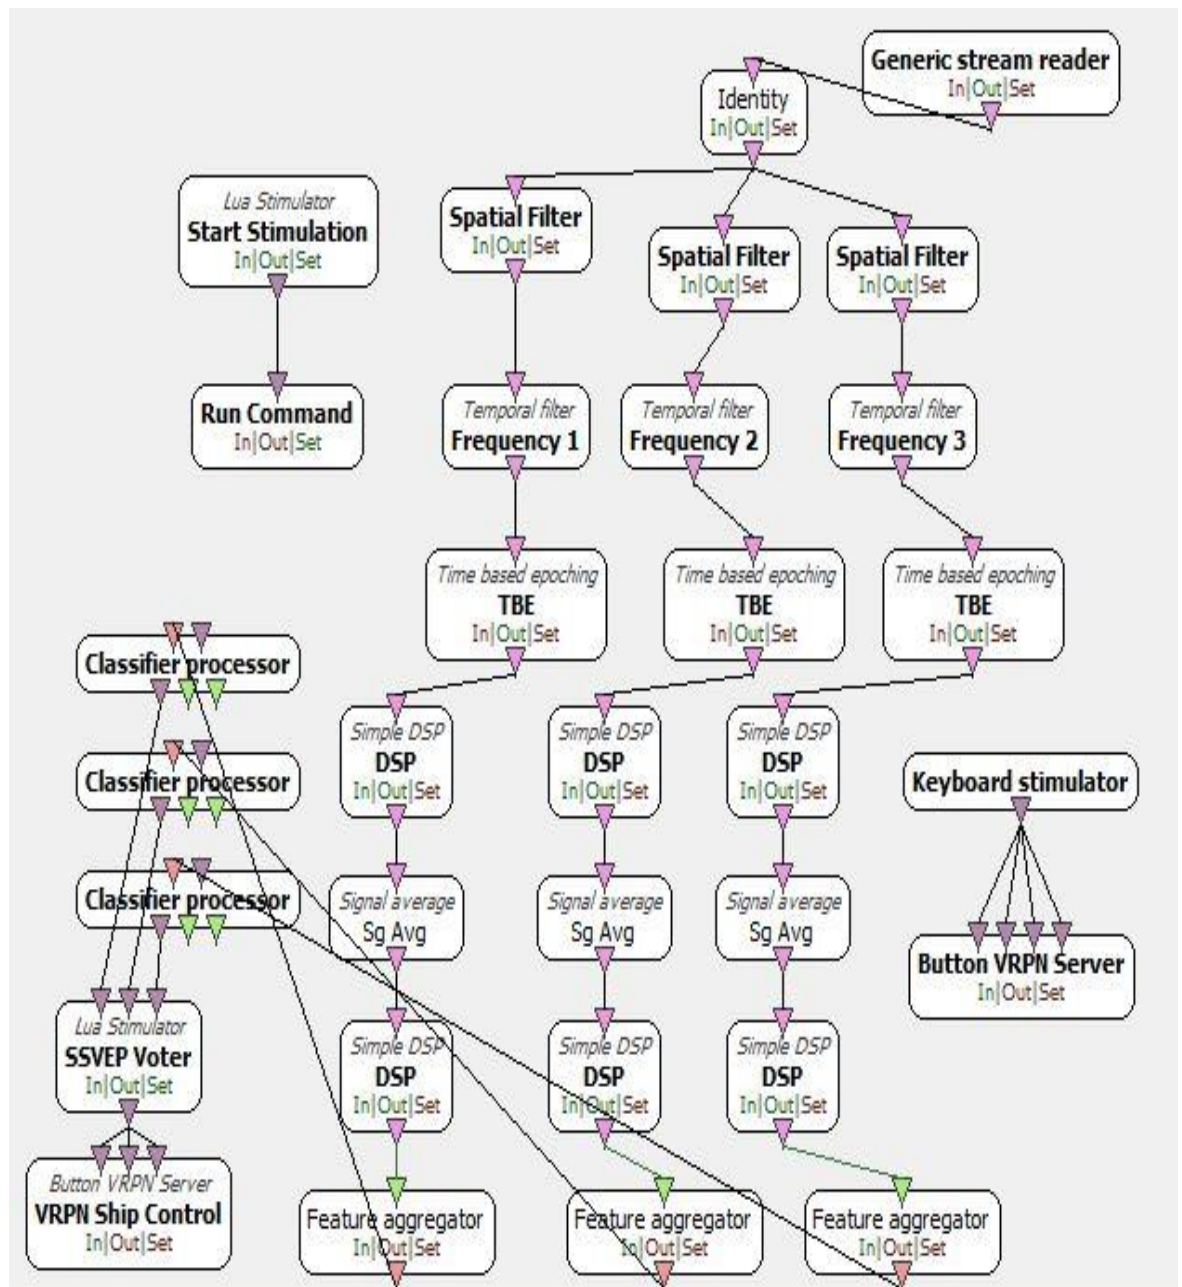 Generic stream reader
In|Out|Set
Identity
In|Out|Set
Lua Stimulator
Start Stimulation
In|Out|Set
Spatial Filter
In|Out|Set
Spatial Filter
In|Out|Set
Spatial Filter
In|Out|Set
Run Command
In|Out|Set
Temporal filter
Frequency 1
Temporal filter
Frequency 2
Temporal filter
Frequency 3
Time based epoching
TBE
In|Out|Set
Time based epoching
TBE
In|Out|Set
Time based epoching
TBE
In|Out|Set
Classifier processor
Classifier processor
Classifier processor
Simple DSP
DSP
In|Out|Set
Simple DSP
DSP
In|Out|Set
Simple DSP
DSP
In|Out|Set
Keyboard stimulator
Signal average
Sg Avg
Signal average
Sg Avg
Signal average
Sg Avg
Button VRPN Server
In|Out|Set
Lua Stimulator
SSVEP Voter
In|Out|Set
Simple DSP
DSP
In|Out|Set
Simple DSP
DSP
In|Out|Set
Simple DSP
DSP
In|Out|Set
Button VRPN Server
VRPN Ship Control
In|Out|Set
Feature aggregator
In|Out|Set
Feature aggregator
In|Out|Set
Feature aggregator
In|Out|Set